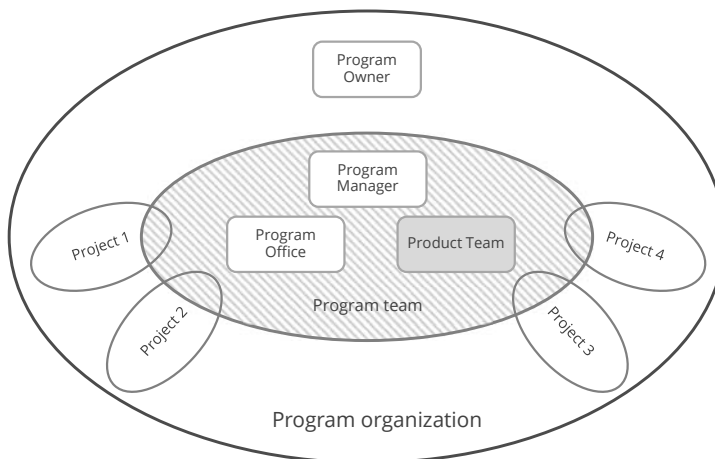 Program
Owner
Program
Manager
Program
Office
Product Team
Project 1
Project 4
Program team
Project 2
Project 3
Program organization